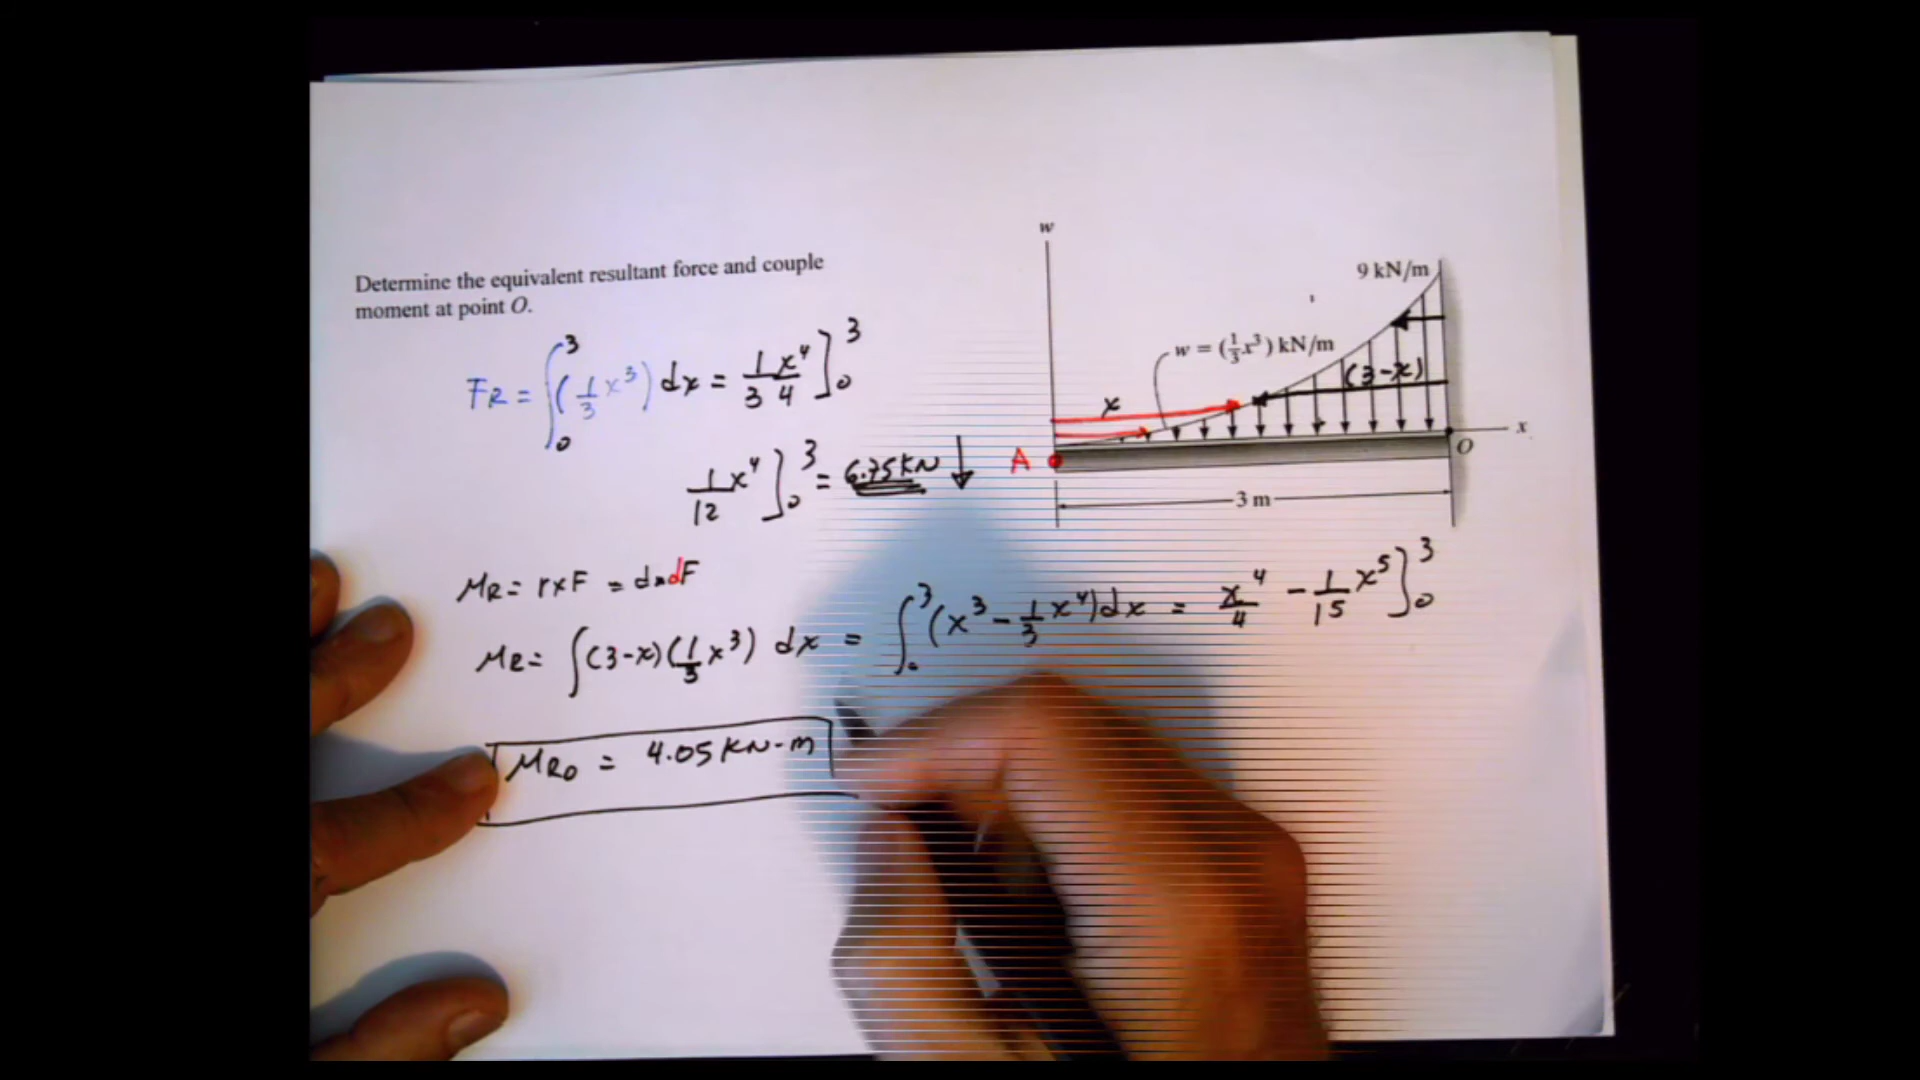 Determine the equivalent resultant force and couple
moment at point O.
w
9 kN/m
w = (1/3 x³) kN/m
(3-x)
x
x
A
O
3 m
FR = ∫₀³ (1/3 x³) dx = 1/3 x⁴/4 ]₀³
1/12 x⁴ ]₀³ = 6.75 KN ↓
MR = r x F = d x dF
MR = ∫(3-x)(1/3 x³) dx = ∫₀³ (x³ - 1/3 x⁴) dx = x⁴/4 - 1/15 x⁵ ]₀³
MRO = 4.05 KN-m